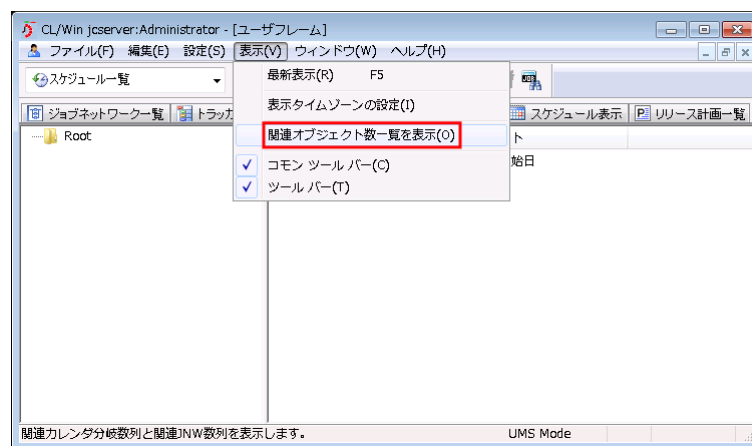 CL/Win jcserver:Administrator - [ユーザフレーム]
ファイル(F) 編集(E) 設定(S) 表示(V) ウィンドウ(W) ヘルプ(H)
スケジュール一覧
最新表示(R) F5
表示タイムゾーンの設定(I)
関連オブジェクト数一覧を表示(O)
コモン ツール バー(C)
ツール バー(T)
ジョブネットワーク一覧 トラッカ スケジュール表示 リリース計画一覧
Root
ト
始日
関連カレンダ分岐数列と関連JNW数列を表示します。 UMS Mode